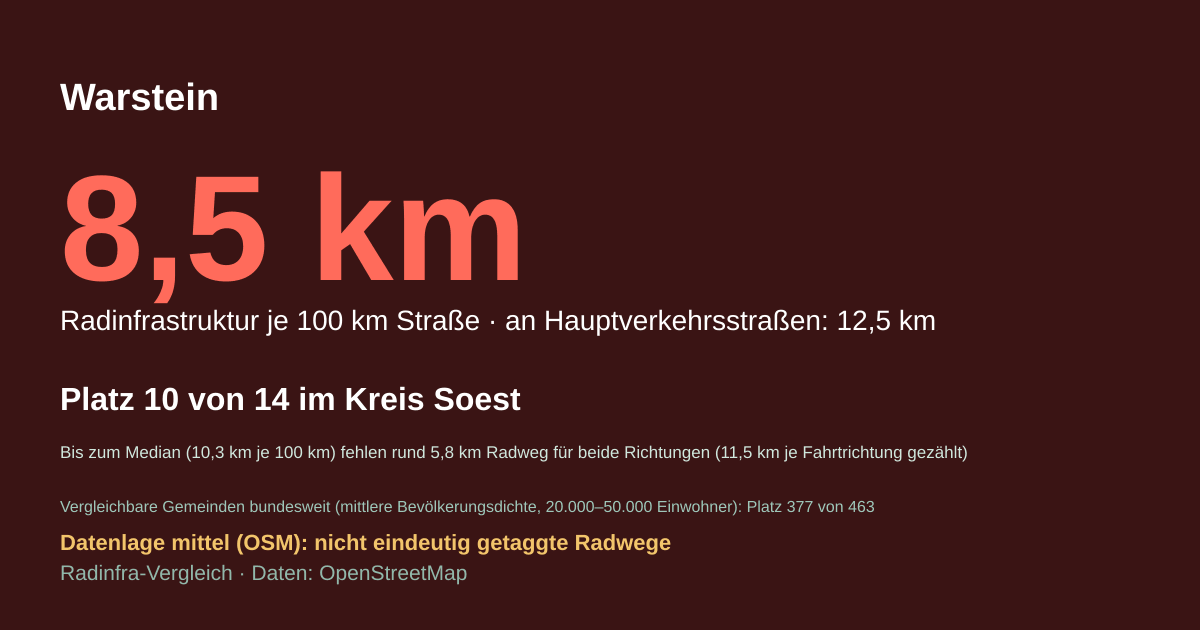 Warstein
8,5 km
Radinfrastruktur je 100 km Straße · an Hauptverkehrsstraßen: 12,5 km
Platz 10 von 14 im Kreis Soest
Bis zum Median (10,3 km je 100 km) fehlen rund 5,8 km Radweg für beide Richtungen (11,5 km je Fahrtrichtung gezählt)
Vergleichbare Gemeinden bundesweit (mittlere Bevölkerungsdichte, 20.000–50.000 Einwohner): Platz 377 von 463
Datenlage mittel (OSM): nicht eindeutig getaggte Radwege
Radinfra-Vergleich · Daten: OpenStreetMap